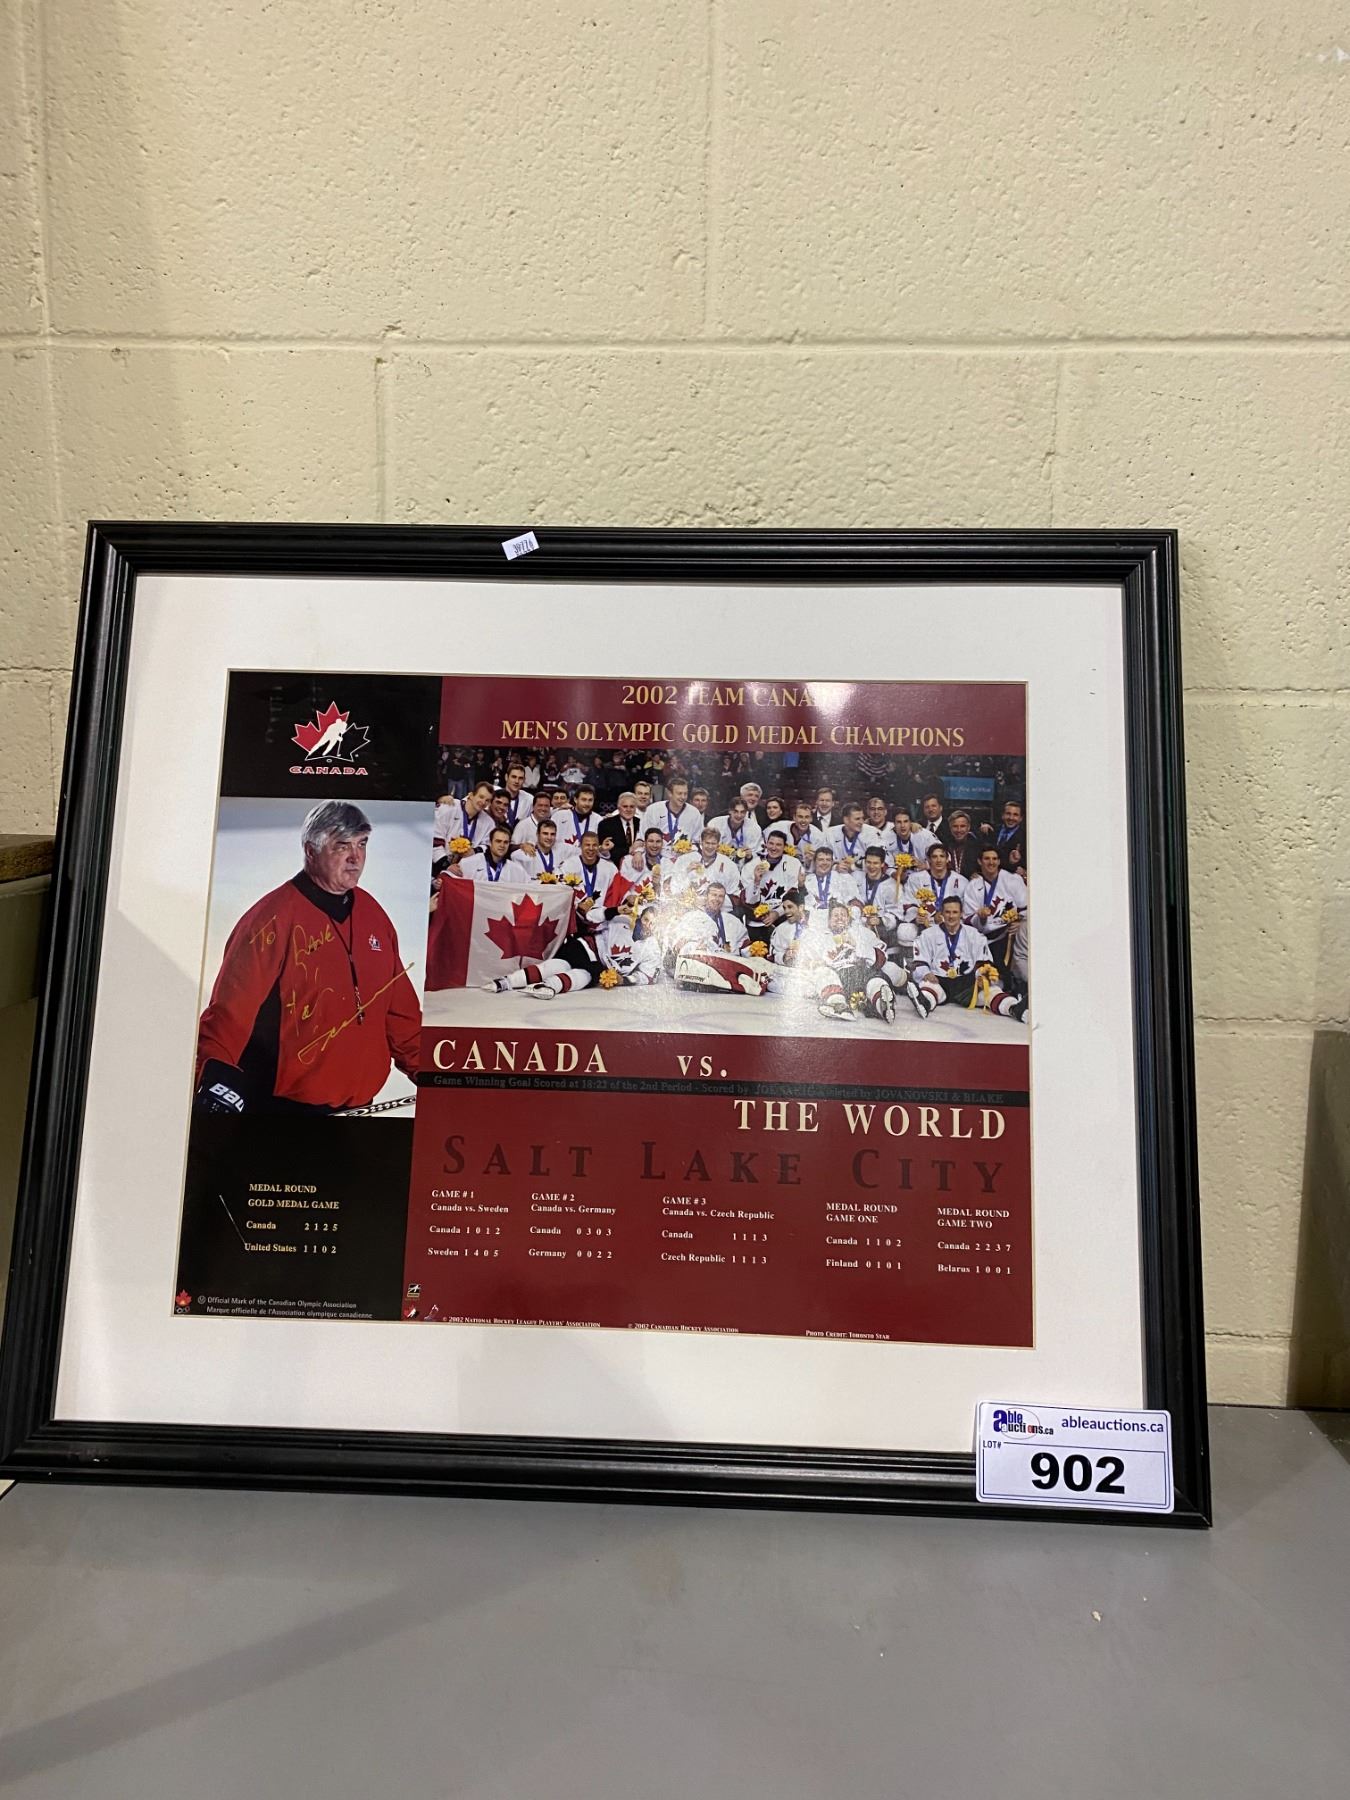 2002 TEAM CANA
MEN'S OLYMPIC GOLD MEDAL CHAMPIONS
CANADA
To Dave
BAU
CANADA vs.
Game Winning Goal Scored at 18:22 of the 2nd Period - Scored by JOE SAKIC Assisted by JOVANOVSKI & BLAKE
THE WORLD
SALT LAKE CITY
MEDAL ROUND
GOLD MEDAL GAME
Canada 2 1 2 5
United States 1 1 0 2
GAME # 1
Canada vs. Sweden
Canada 1 0 1 2
Sweden 1 4 0 5
GAME # 2
Canada vs. Germany
Canada 0 3 0 3
Germany 0 0 2 2
GAME # 3
Canada vs. Czech Republic
Canada 1 1 1 3
Czech Republic 1 1 1 3
MEDAL ROUND
GAME ONE
Canada 1 1 0 2
Finland 0 1 0 1
MEDAL ROUND
GAME TWO
Canada 2 2 3 7
Belarus 1 0 0 1
Official Mark of the Canadian Olympic Association
Marque officielle de l'Association olympique canadienne
© 2002 NATIONAL HOCKEY LEAGUE PLAYERS' ASSOCIATION
© 2002 CANADIAN HOCKEY ASSOCIATION
PHOTO CREDIT: TORONTO STAR
able auctions.ca
ableauctions.ca
LOT#
902